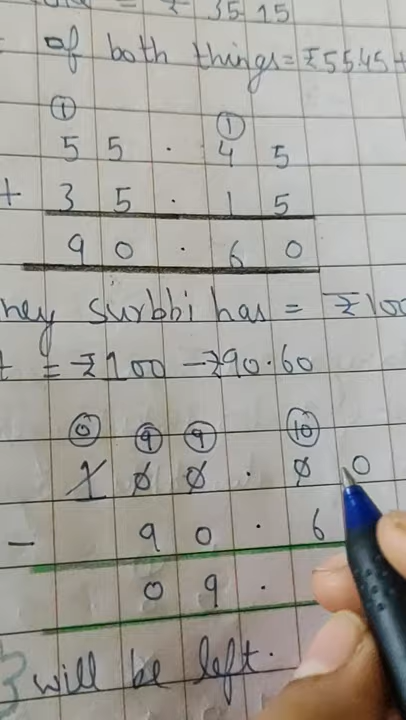 = ₹ 35.15
of both things = ₹55.45 +
① ①
5 5 . 4 5
+ 3 5 . 1 5
9 0 . 6 0
ney surbhi has = ₹100
t = ₹100 - ₹90.60
⓪ ⑨ ⑨ ⑩
1 0 0 . 0 0
- 9 0 . 6
0 9 .
will be left.